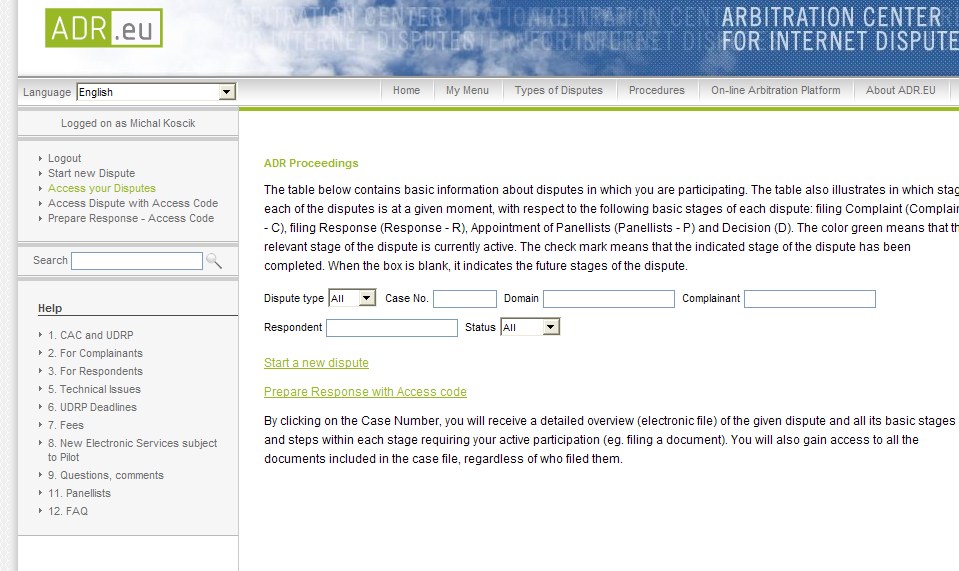 ADR.eu
ARBITRATION CENTER
FOR INTERNET DISPUTE
Language English
Home My Menu Types of Disputes Procedures On-line Arbitration Platform About ADR.EU
Logged on as Michal Koscik
Logout
Start new Dispute
Access your Disputes
Access Dispute with Access Code
Prepare Response - Access Code
Search
Help
1. CAC and UDRP
2. For Complainants
3. For Respondents
5. Technical Issues
6. UDRP Deadlines
7. Fees
8. New Electronic Services subject
to Pilot
9. Questions, comments
11. Panellists
12. FAQ
ADR Proceedings
The table below contains basic information about disputes in which you are participating. The table also illustrates in which stag
each of the disputes is at a given moment, with respect to the following basic stages of each dispute: filing Complaint (Complain
- C), filing Response (Response - R), Appointment of Panellists (Panellists - P) and Decision (D). The color green means that th
relevant stage of the dispute is currently active. The check mark means that the indicated stage of the dispute has been
completed. When the box is blank, it indicates the future stages of the dispute.
Dispute type All Case No. Domain Complainant
Respondent Status All
Start a new dispute
Prepare Response with Access code
By clicking on the Case Number, you will receive a detailed overview (electronic file) of the given dispute and all its basic stages
and steps within each stage requiring your active participation (eg. filing a document). You will also gain access to all the
documents included in the case file, regardless of who filed them.